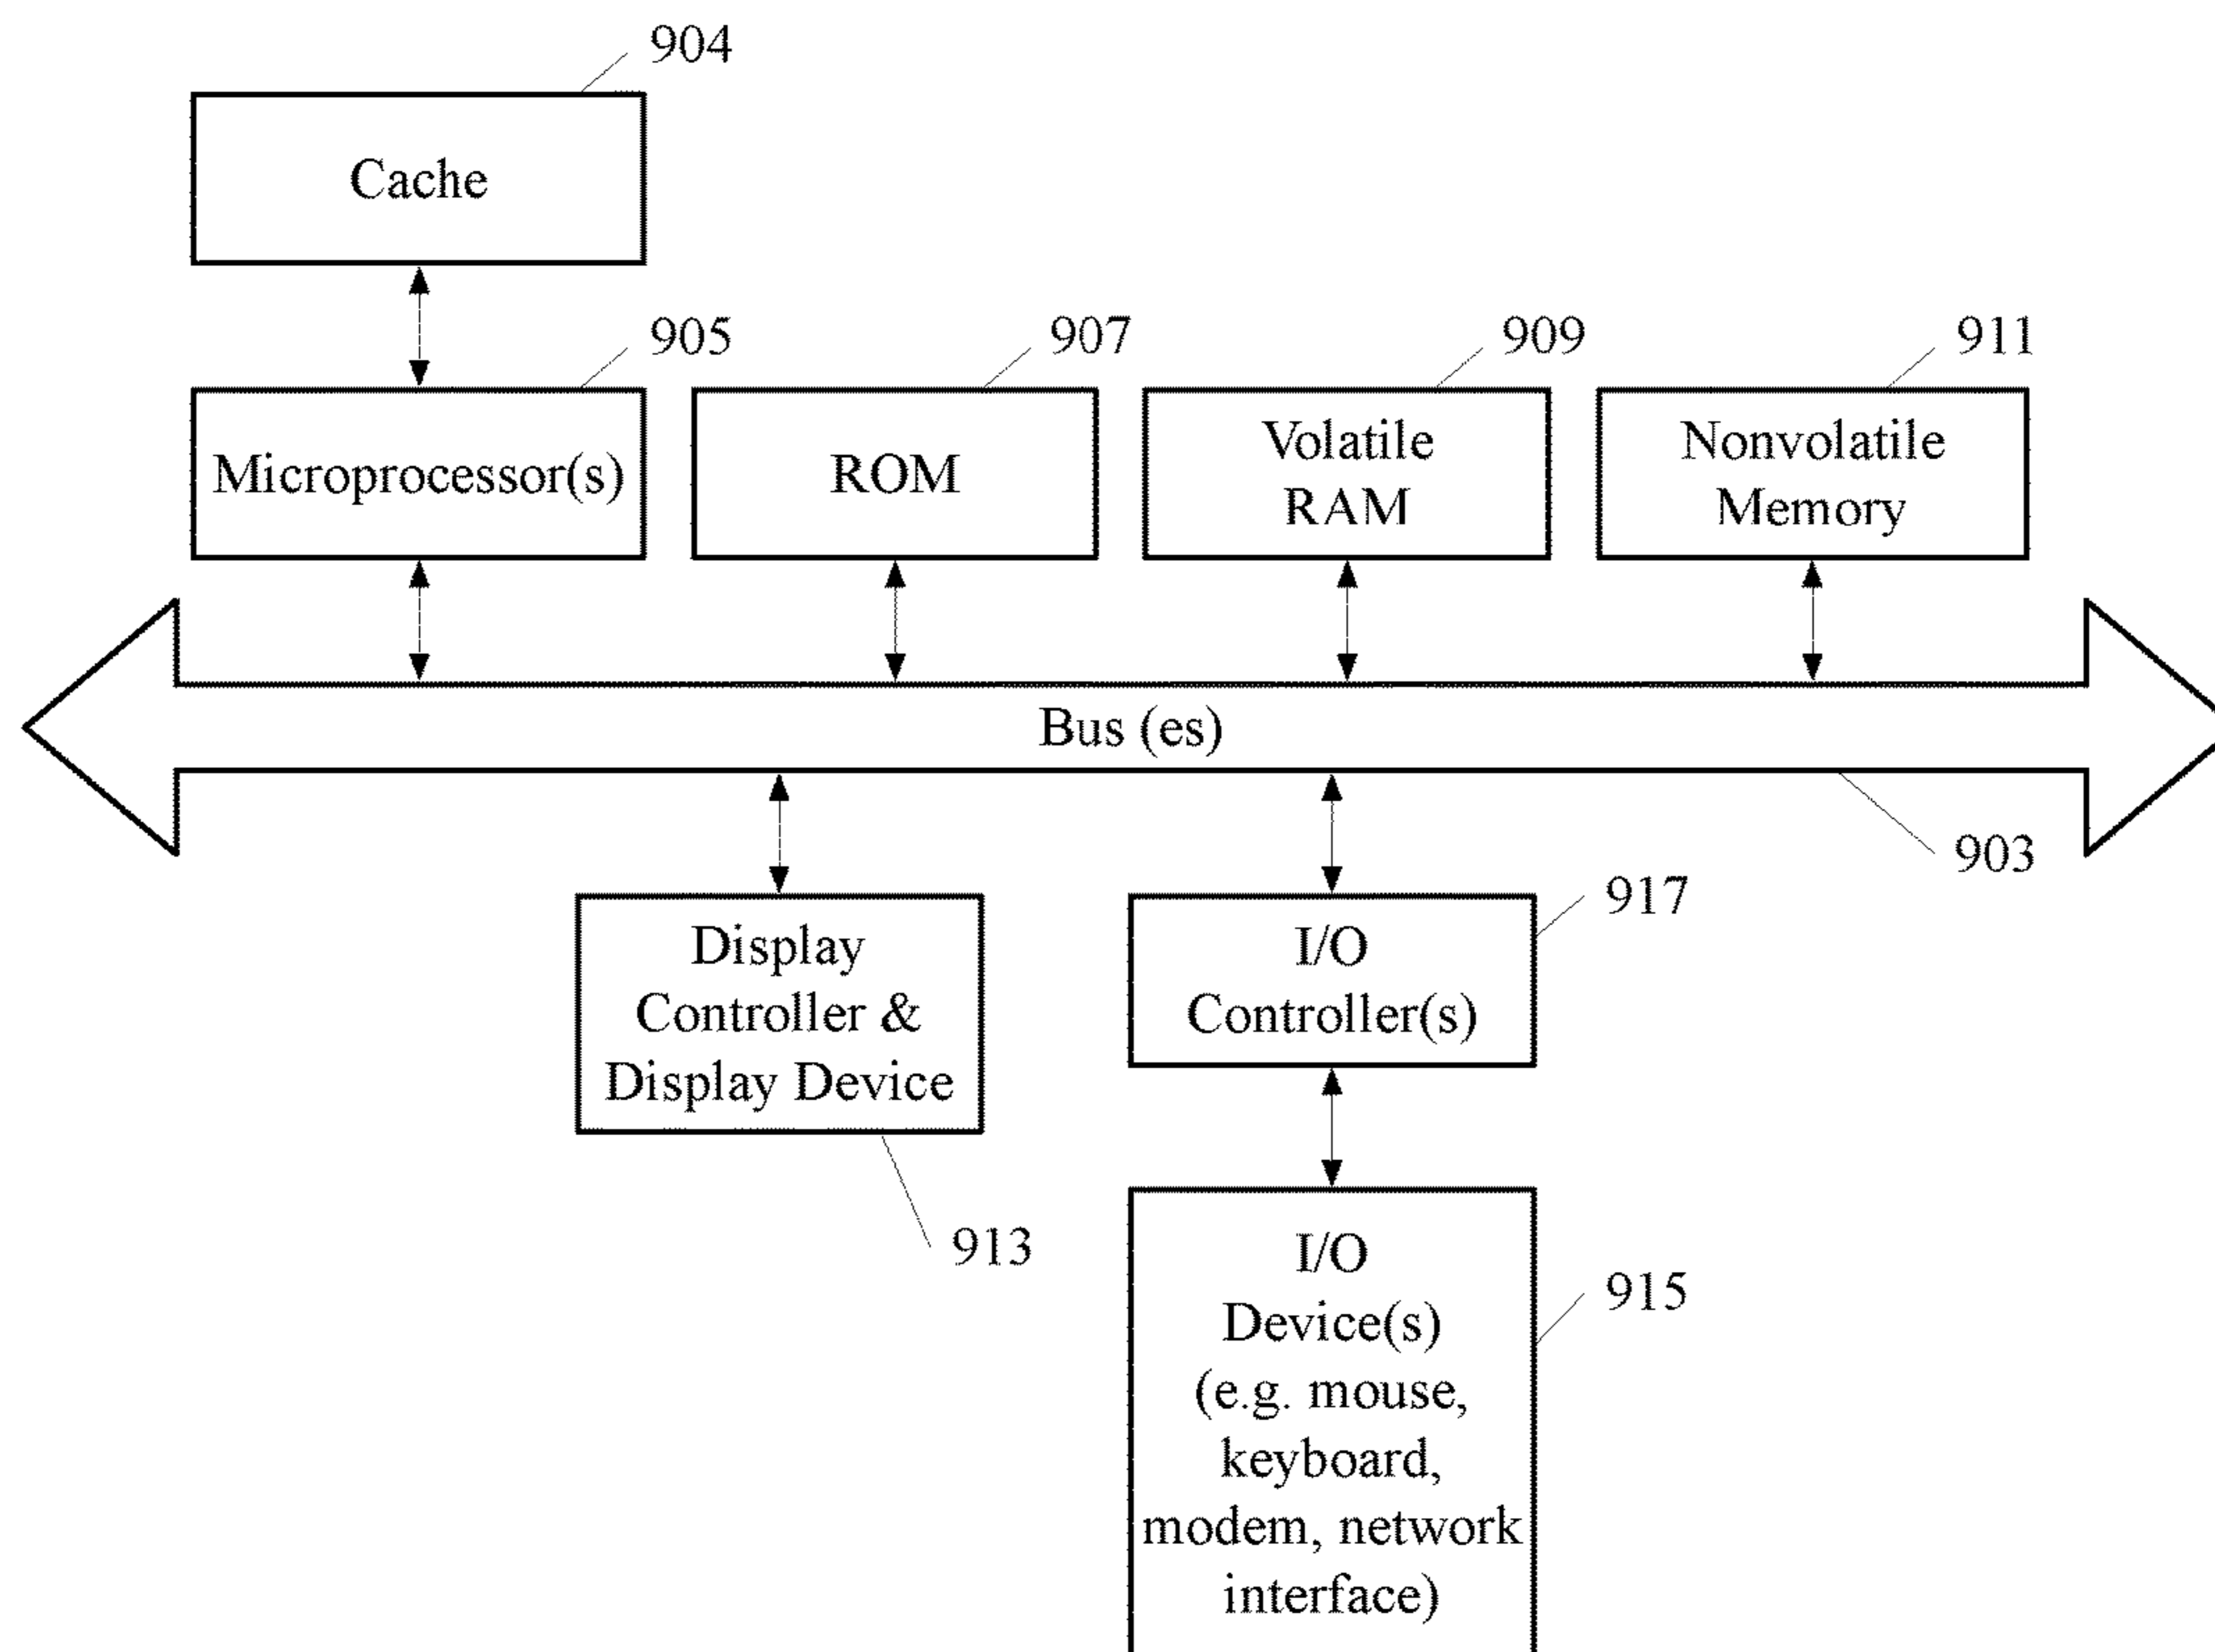 904
Cache
905
907
909
911
Microprocessor(s)
ROM
Volatile
RAM
Nonvolatile
Memory
Bus (es)
903
917
Display
Controller &
Display Device
I/O
Controller(s)
913
915
I/O
Device(s)
(e.g. mouse,
keyboard,
modem, network
interface)